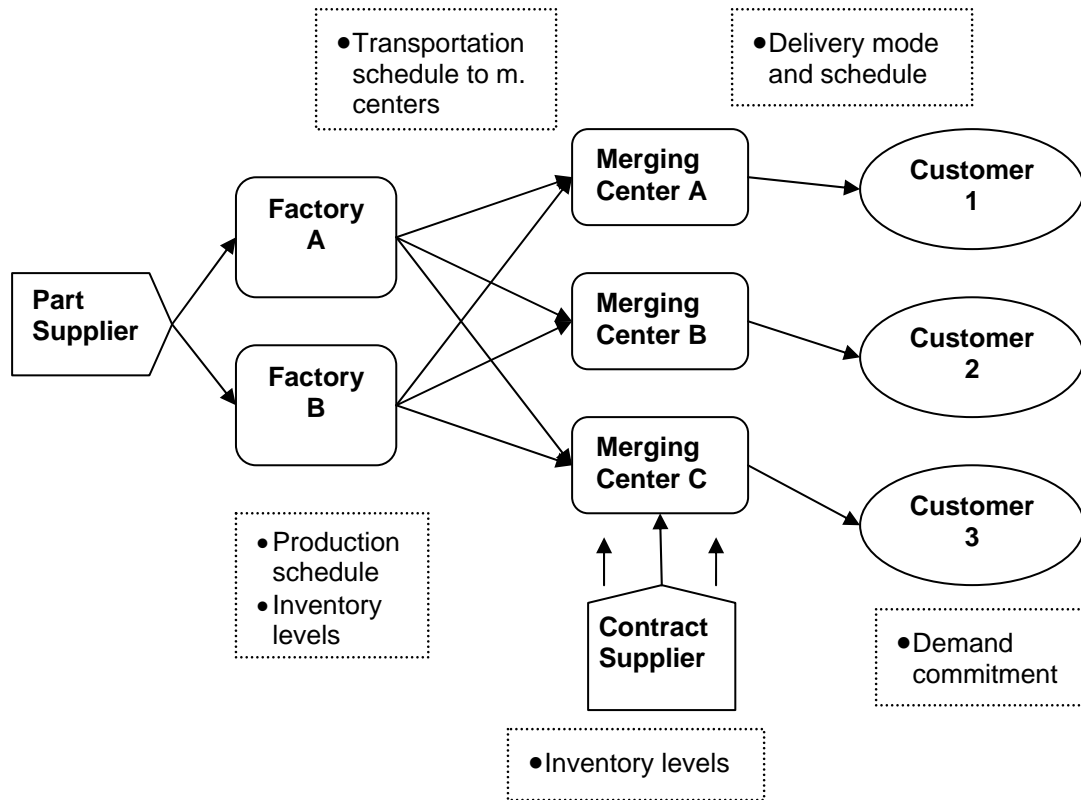 ●Transportation
schedule to m.
centers
●Delivery mode
and schedule
Merging
Center A
Customer
1
Factory
A
Part
Supplier
Merging
Center B
Customer
2
Factory
B
Merging
Center C
Customer
3
●Production
schedule
●Inventory
levels
Contract
Supplier
●Demand
commitment
●Inventory levels